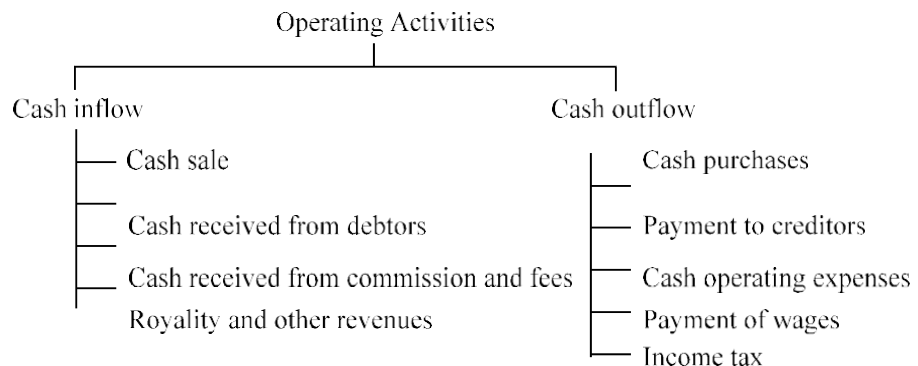 Operating Activities
Cash inflow
Cash sale
Cash received from debtors
Cash received from commission and fees
Royality and other revenues
Cash outflow
Cash purchases
Payment to creditors
Cash operating expenses
Payment of wages
Income tax